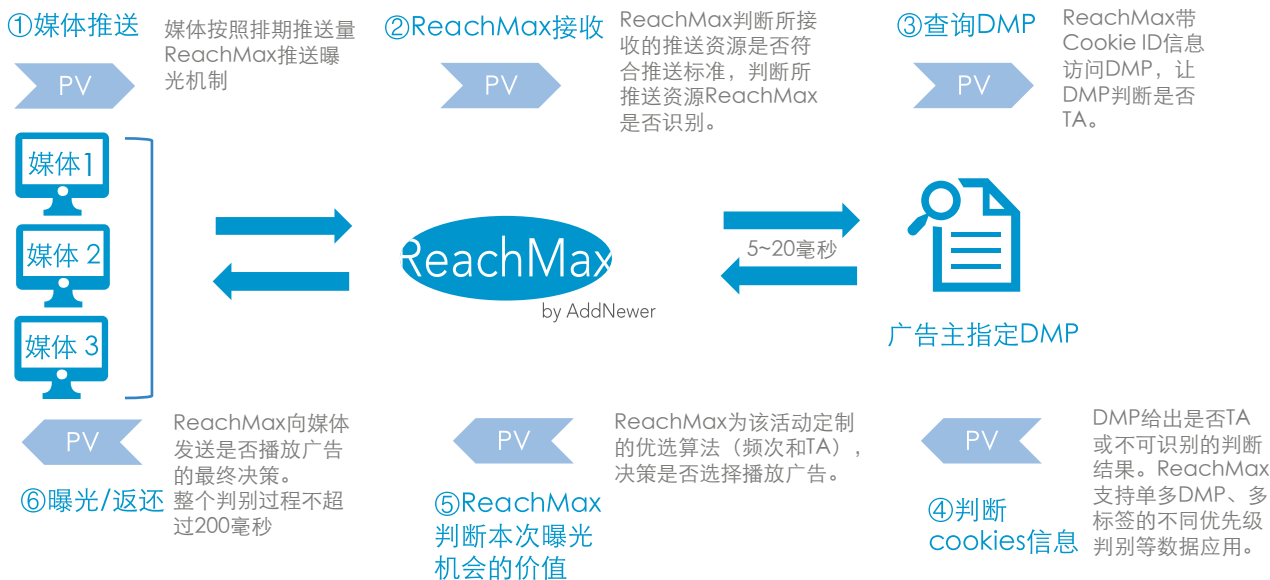 ①媒体推送
PV
媒体按照排期推送量
ReachMax推送曝
光机制
②ReachMax接收
PV
ReachMax判断所接
收的推送资源是否符
合推送标准，判断所
推送资源ReachMax
是否识别。
③查询DMP
PV
ReachMax带
Cookie ID信息
访问DMP，让
DMP判断是否
TA。
媒体1
媒体 2
媒体 3
ReachMax
by AddNewer
5~20毫秒
广告主指定DMP
PV
ReachMax向媒体
发送是否播放广告
的最终决策。
整个判别过程不超
过200毫秒
⑥曝光/返还
PV
ReachMax为该活动定制
的优选算法（频次和TA），
决策是否选择播放广告。
⑤ReachMax
判断本次曝光
机会的价值
PV
DMP给出是否TA
或不可识别的判断
结果。ReachMax
支持单多DMP、多
标签的不同优先级
判别等数据应用。
④判断
cookies信息